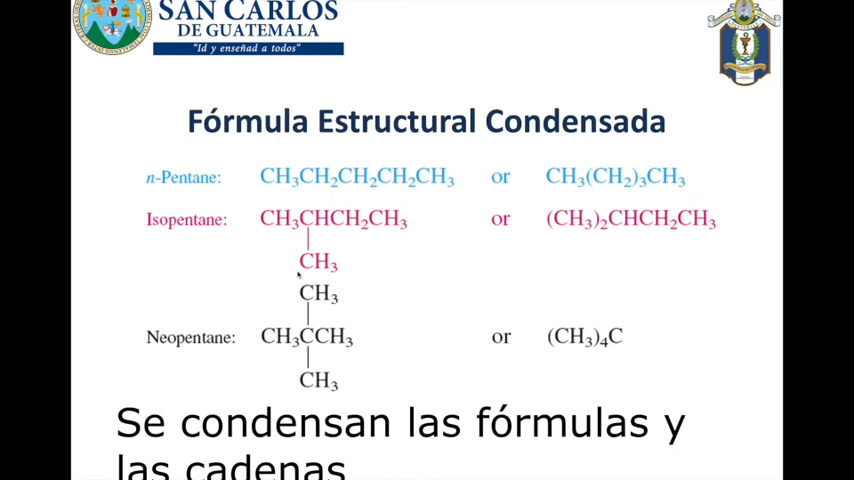 SAN CARLOS
DE GUATEMALA
"Id y enseñad a todos"
Fórmula Estructural Condensada
n-Pentane: CH₃CH₂CH₂CH₂CH₃ or CH₃(CH₂)₃CH₃
Isopentane: CH₃CHCH₂CH₃ or (CH₃)₂CHCH₂CH₃
CH₃
CH₃
Neopentane: CH₃CCH₃ or (CH₃)₄C
CH₃
Se condensan las fórmulas y
las cadenas